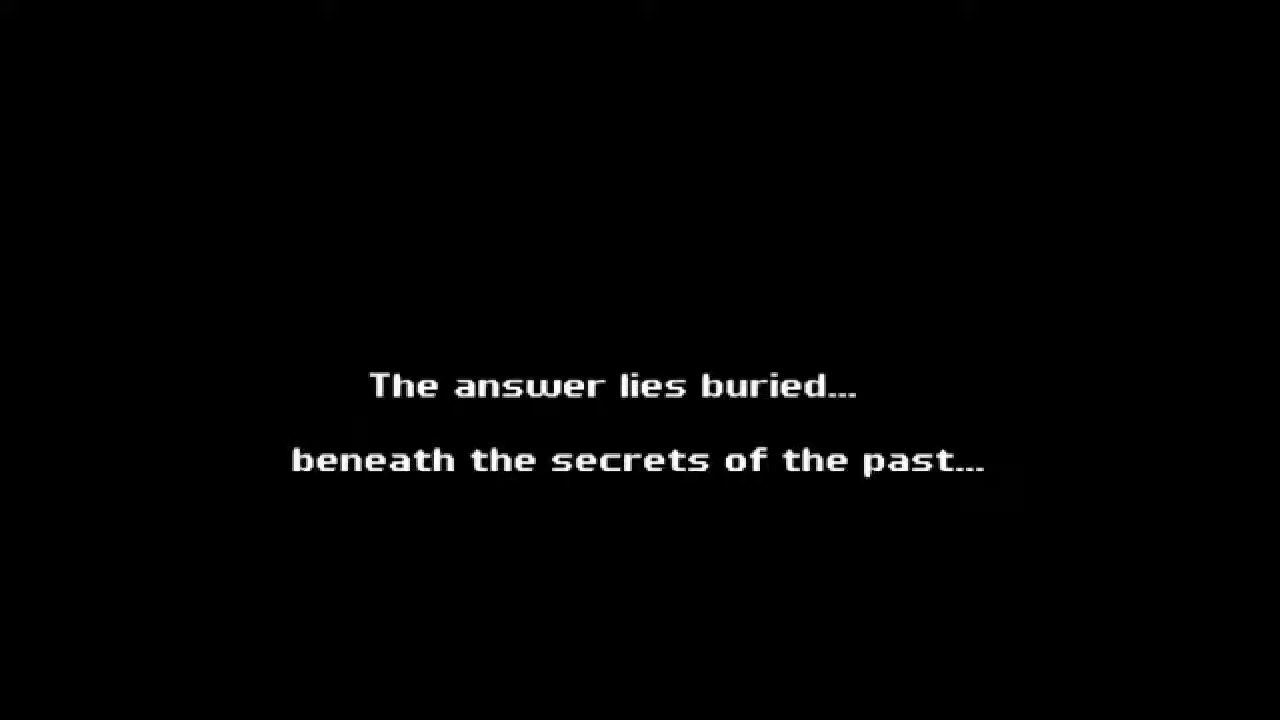 The answer lies buried...
beneath the secrets of the past...